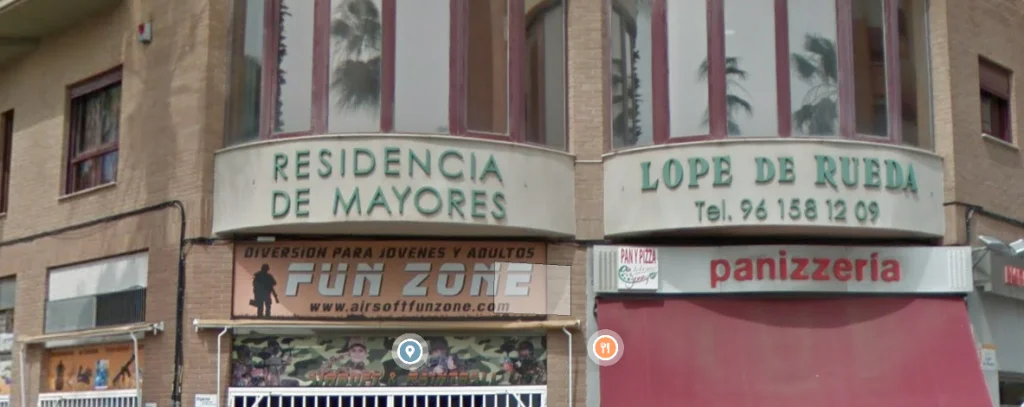 RESIDENCIA
DE MAYORES
LOPE DE RUEDA
Tel. 96 158 12 09
DIVERSION PARA JOVENES Y ADULTOS
FUN ZONE
www.airsoftfunzone.com
PAN Y PIZZA
panizzería